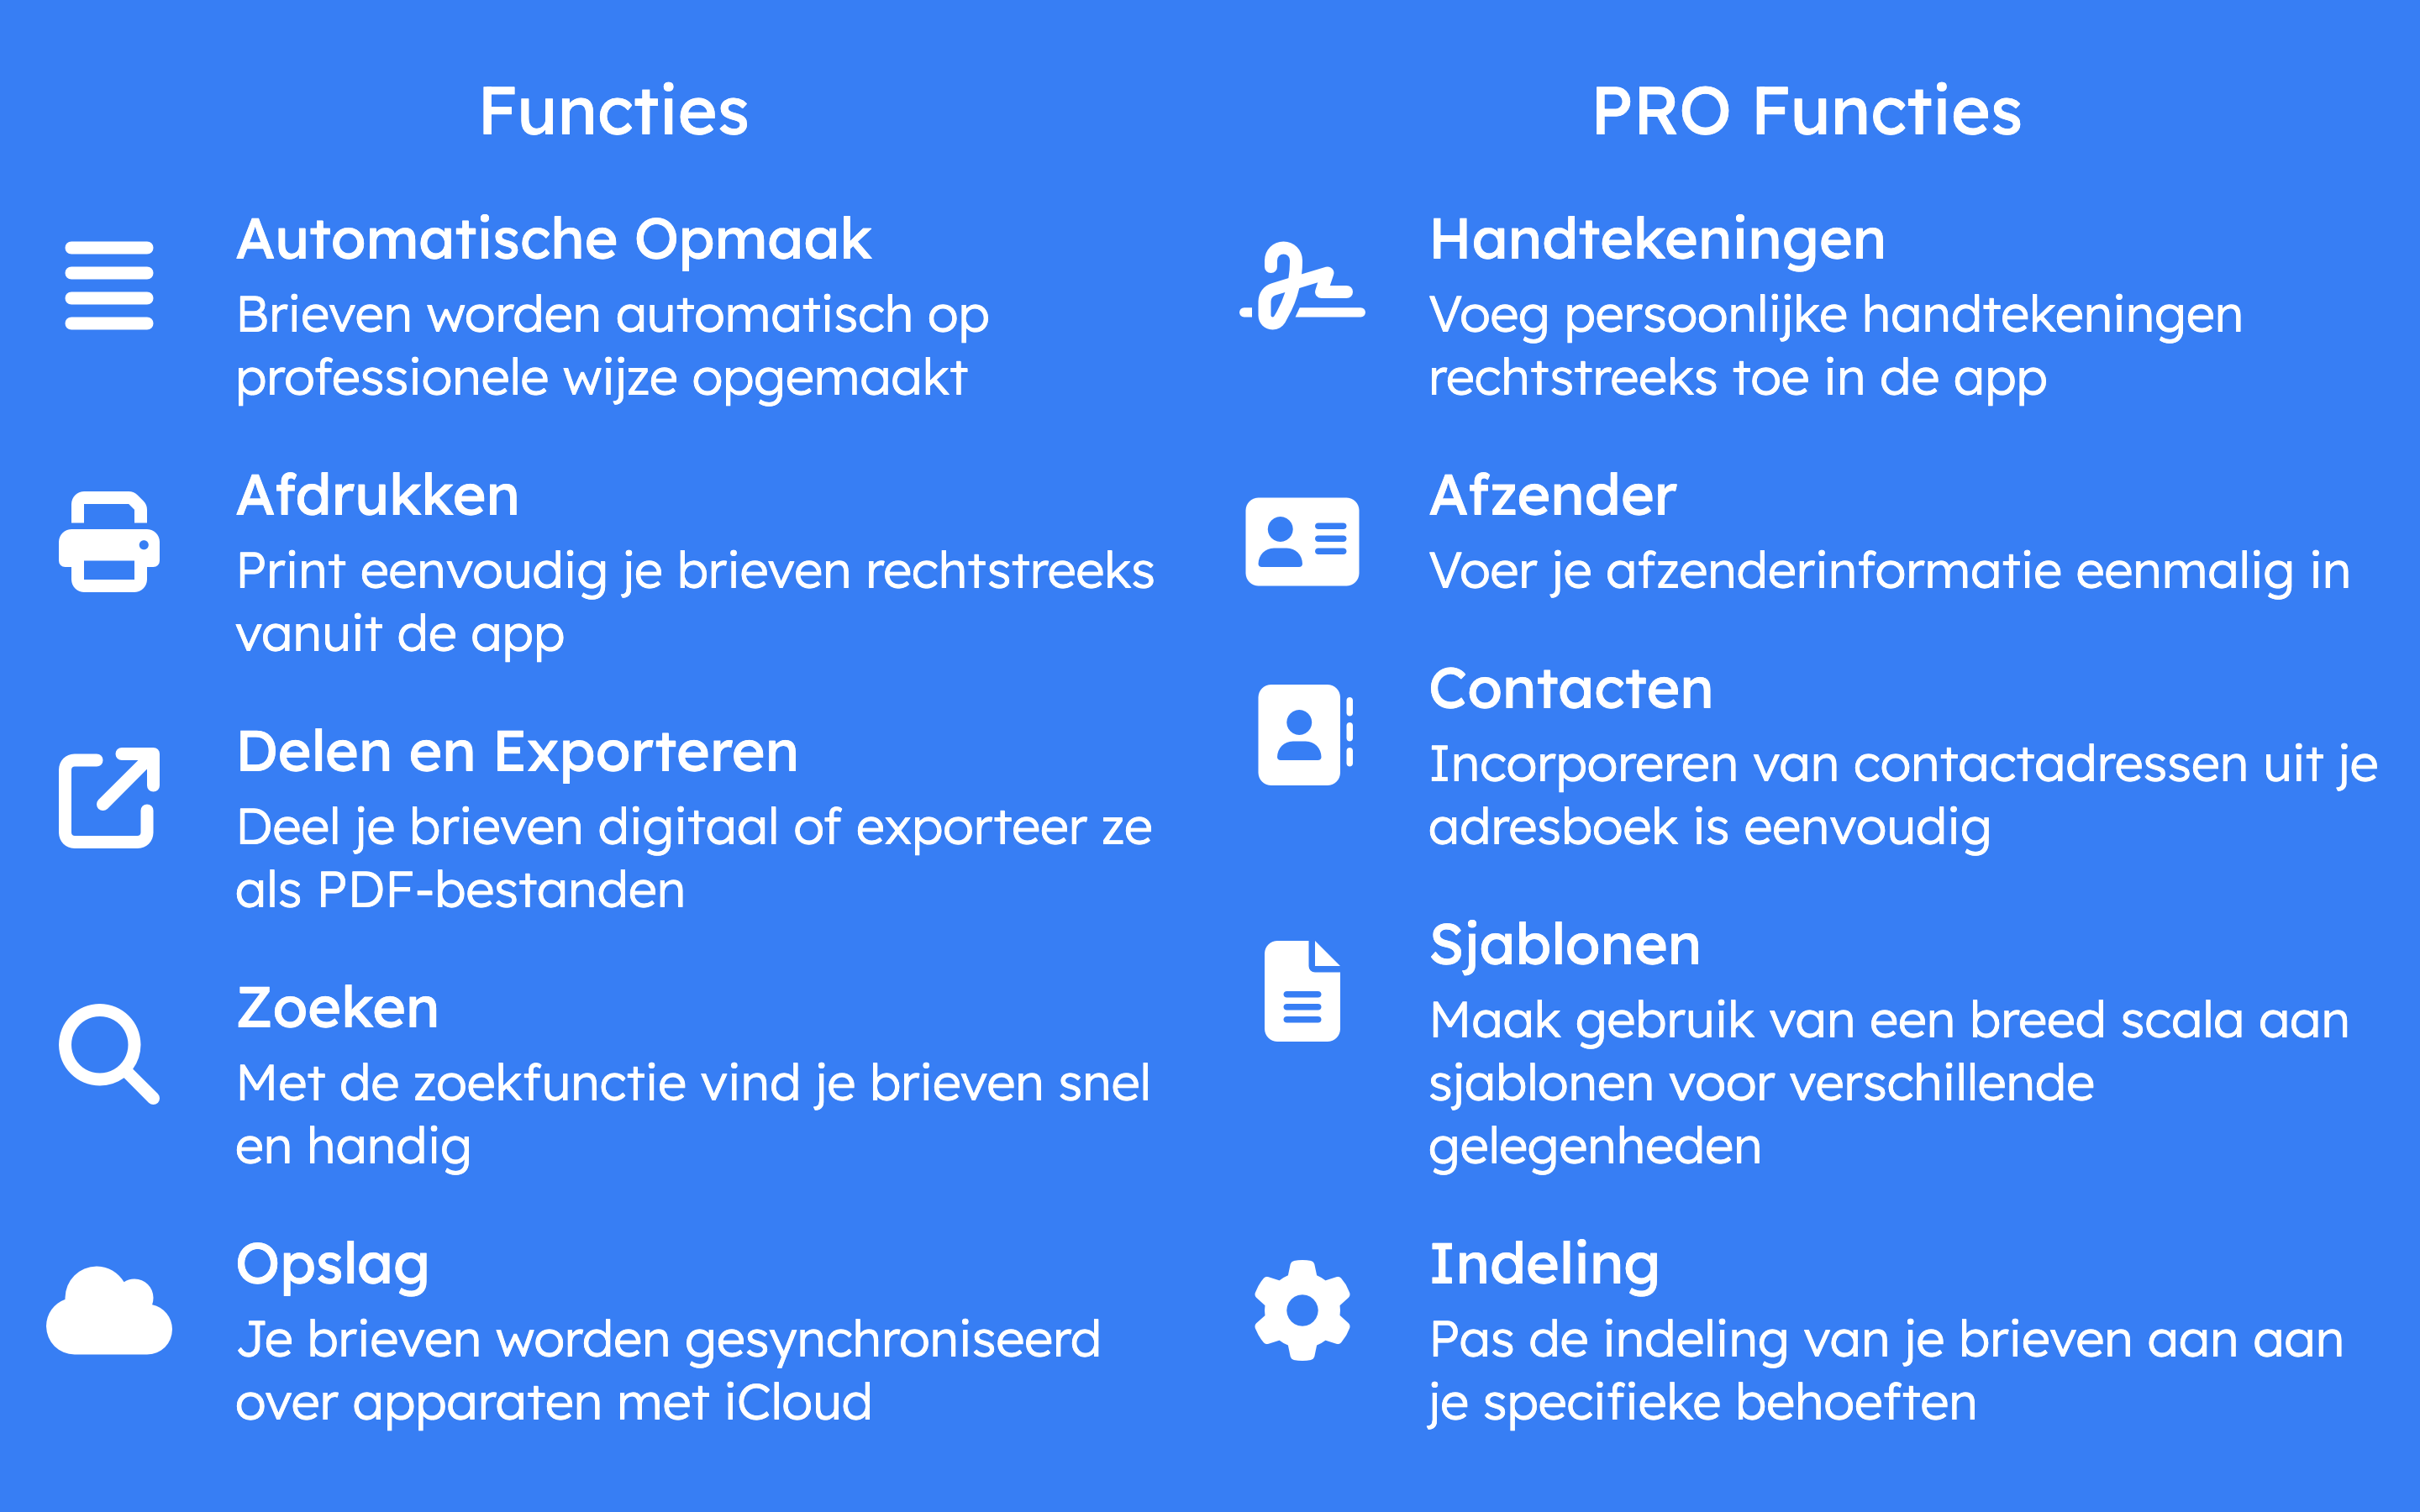 Functies
Automatische Opmaak
Brieven worden automatisch op
professionele wijze opgemaakt
Afdrukken
Print eenvoudig je brieven rechtstreeks
vanuit de app
Delen en Exporteren
Deel je brieven digitaal of exporteer ze
als PDF-bestanden
Zoeken
Met de zoekfunctie vind je brieven snel
en handig
Opslag
Je brieven worden gesynchroniseerd
over apparaten met iCloud
PRO Functies
Handtekeningen
Voeg persoonlijke handtekeningen
rechtstreeks toe in de app
Afzender
Voer je afzenderinformatie eenmalig in
Contacten
Incorporeren van contactadressen uit je
adresboek is eenvoudig
Sjablonen
Maak gebruik van een breed scala aan
sjablonen voor verschillende
gelegenheden
Indeling
Pas de indeling van je brieven aan aan
je specifieke behoeften